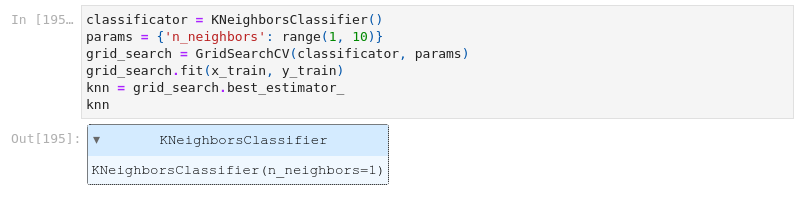 In [195… classificator = KNeighborsClassifier()
params = {'n_neighbors': range(1, 10)}
grid_search = GridSearchCV(classificator, params)
grid_search.fit(x_train, y_train)
knn = grid_search.best_estimator_
knn
Out[195]: ▼ KNeighborsClassifier
KNeighborsClassifier(n_neighbors=1)